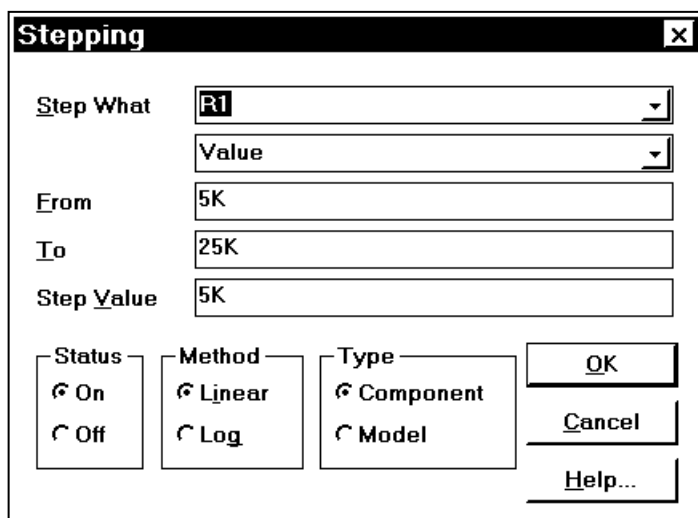 Stepping
Step What R1
Value
From 5K
To 25K
Step Value 5K
Status Method Type OK
On Linear Component
Off Log Model Cancel
Help...